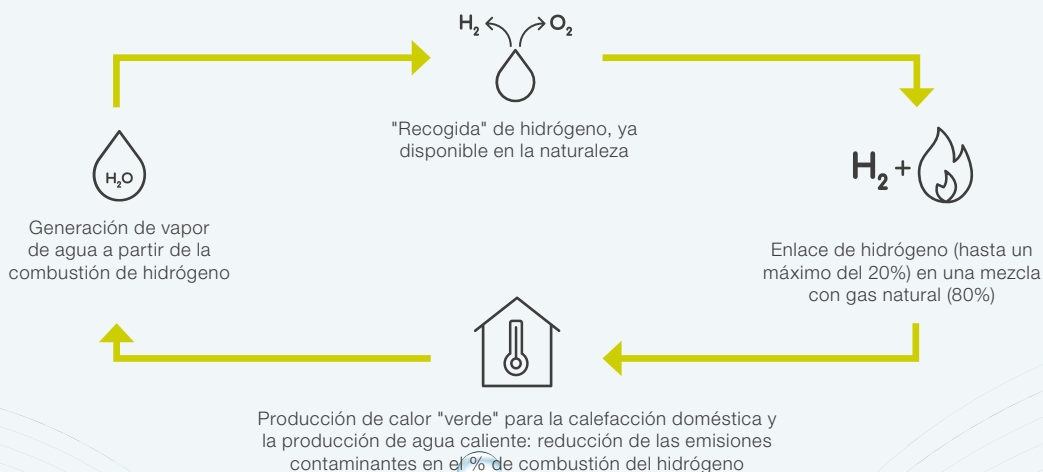 H₂ O₂
"Recogida" de hidrógeno, ya
disponible en la naturaleza
H₂ +
Enlace de hidrógeno (hasta un
máximo del 20%) en una mezcla
con gas natural (80%)
Producción de calor "verde" para la calefacción doméstica y
la producción de agua caliente: reducción de las emisiones
contaminantes en el % de combustión del hidrógeno
H₂O
Generación de vapor
de agua a partir de la
combustión de hidrógeno